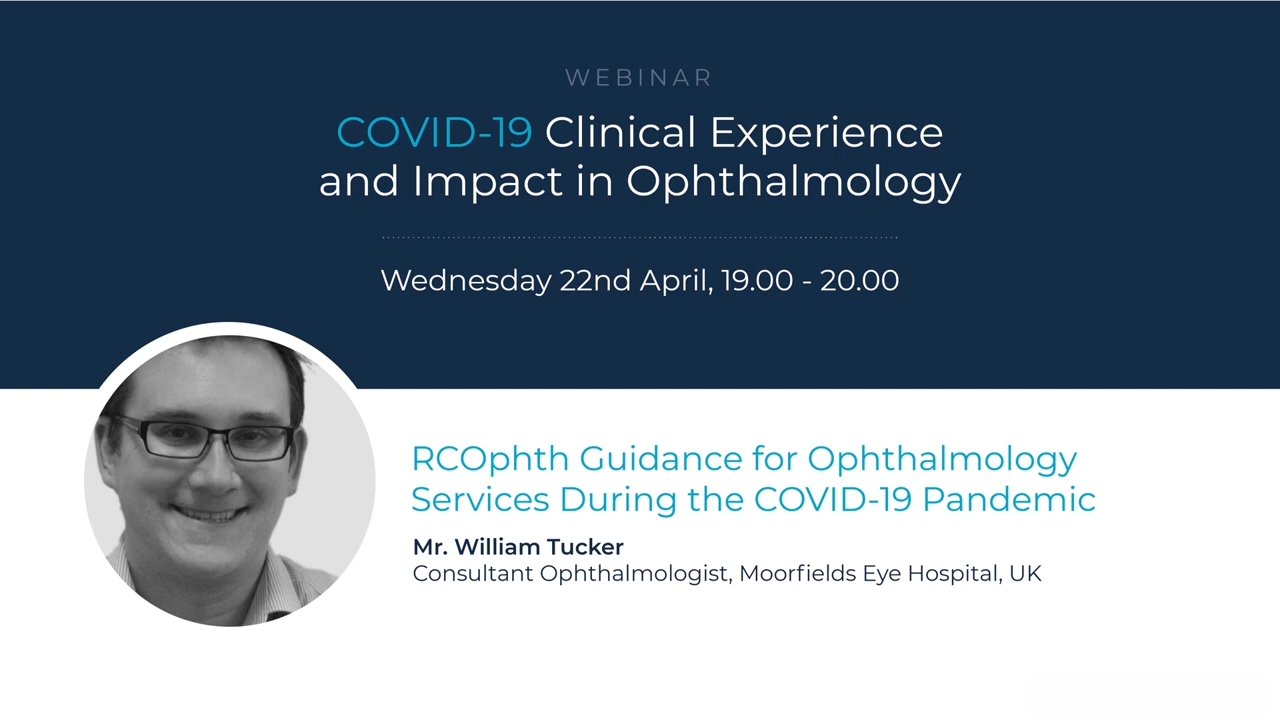 WEBINAR
COVID-19 Clinical Experience
and Impact in Ophthalmology
Wednesday 22nd April, 19.00 - 20.00
RCOphth Guidance for Ophthalmology
Services During the COVID-19 Pandemic
Mr. William Tucker
Consultant Ophthalmologist, Moorfields Eye Hospital, UK